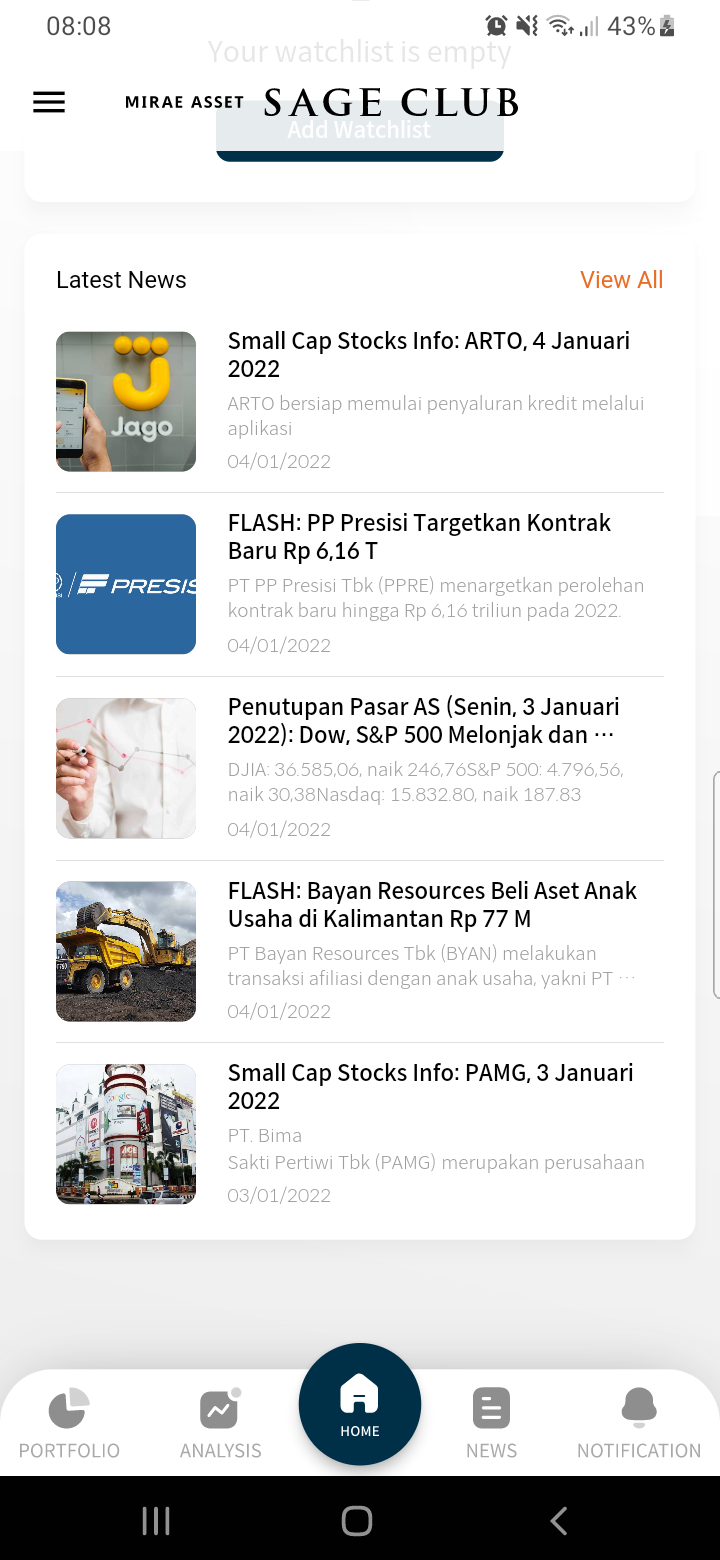 08:08
43%
Your watchlist is empty
MIRAE ASSET SAGE CLUB
Add Watchlist
Latest News
View All
Small Cap Stocks Info: ARTO, 4 Januari
2022
ARTO bersiap memulai penyaluran kredit melalui
aplikasi
04/01/2022
Jago
FLASH: PP Presisi Targetkan Kontrak
Baru Rp 6,16 T
PT PP Presisi Tbk (PPRE) menargetkan perolehan
kontrak baru hingga Rp 6,16 triliun pada 2022.
04/01/2022
PRESIS
Penutupan Pasar AS (Senin, 3 Januari
2022): Dow, S&P 500 Melonjak dan ···
DJIA: 36.585,06, naik 246,76S&P 500: 4.796,56,
naik 30,38Nasdaq: 15.832.80, naik 187.83
04/01/2022
FLASH: Bayan Resources Beli Aset Anak
Usaha di Kalimantan Rp 77 M
PT Bayan Resources Tbk (BYAN) melakukan
transaksi afiliasi dengan anak usaha, yakni PT ···
04/01/2022
Small Cap Stocks Info: PAMG, 3 Januari
2022
PT. Bima
Sakti Pertiwi Tbk (PAMG) merupakan perusahaan
03/01/2022
Google
PORTFOLIO
ANALYSIS
HOME
NEWS
NOTIFICATION